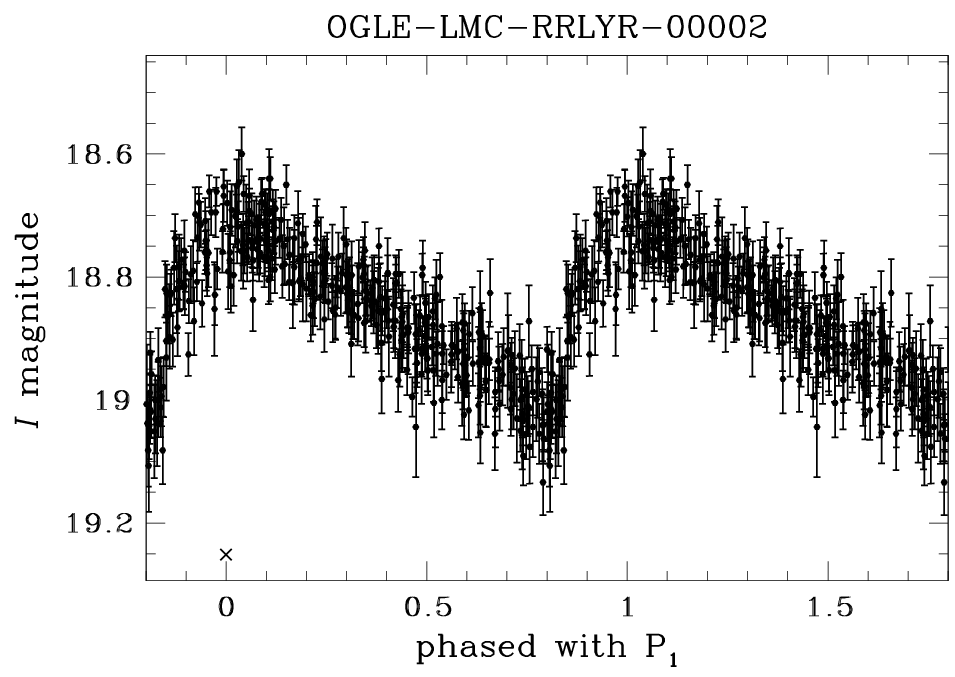 OGLE-LMC-RRLYR-00002
18.6
18.8
19
19.2
I magnitude
0 0.5 1 1.5
phased with P₁